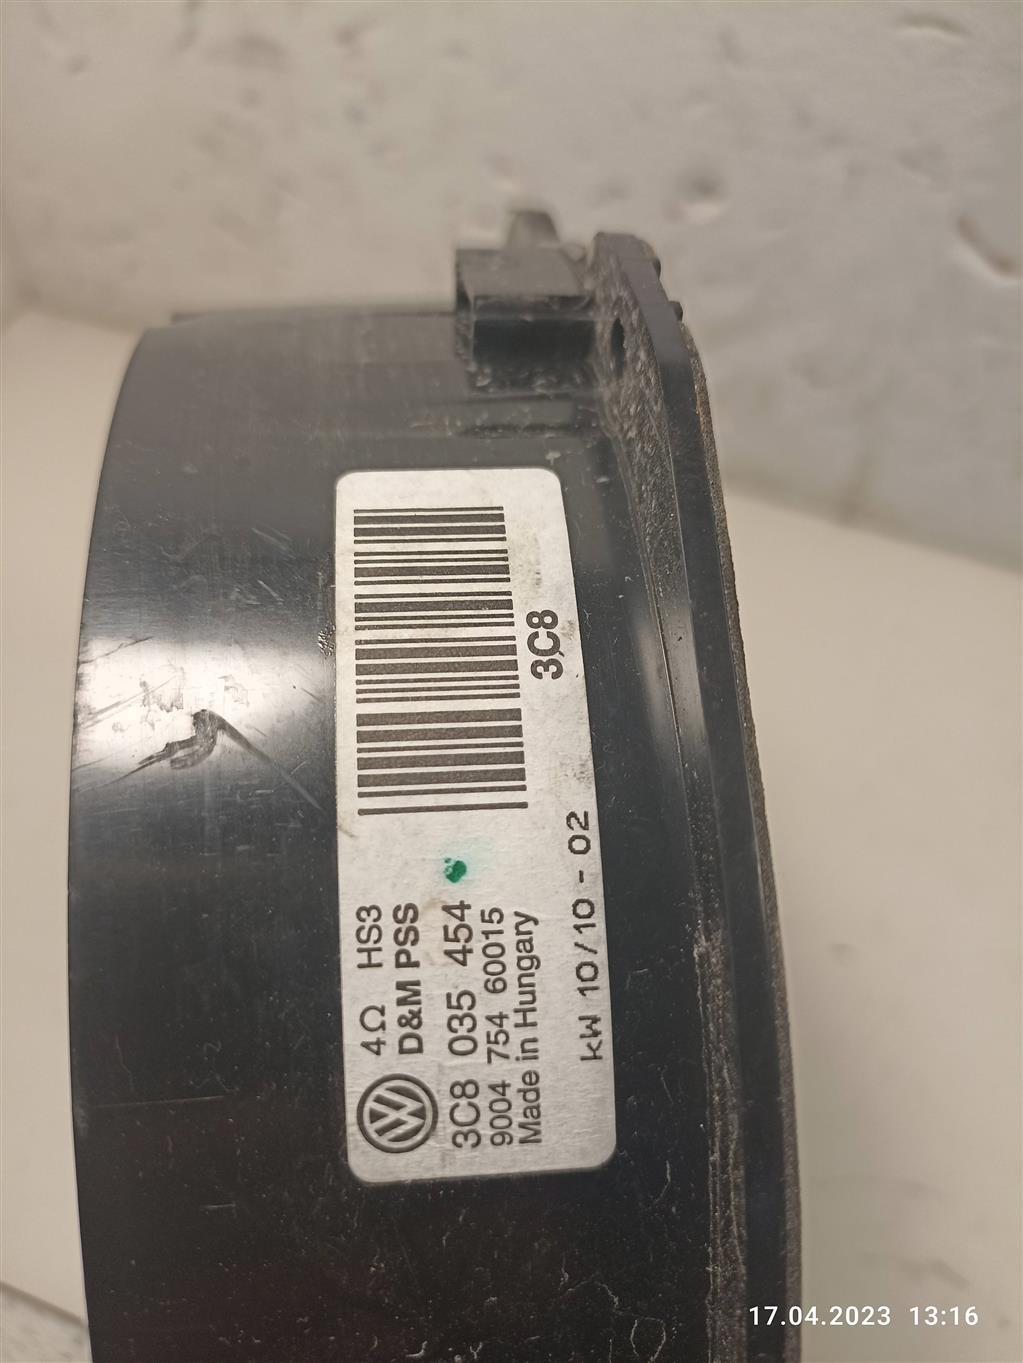 4Ω HS3
D&M PSS
3C8 035 454
9004 754 60015
Made in Hungary
kW 10/10 - 02
3C8
17.04.2023 13:16